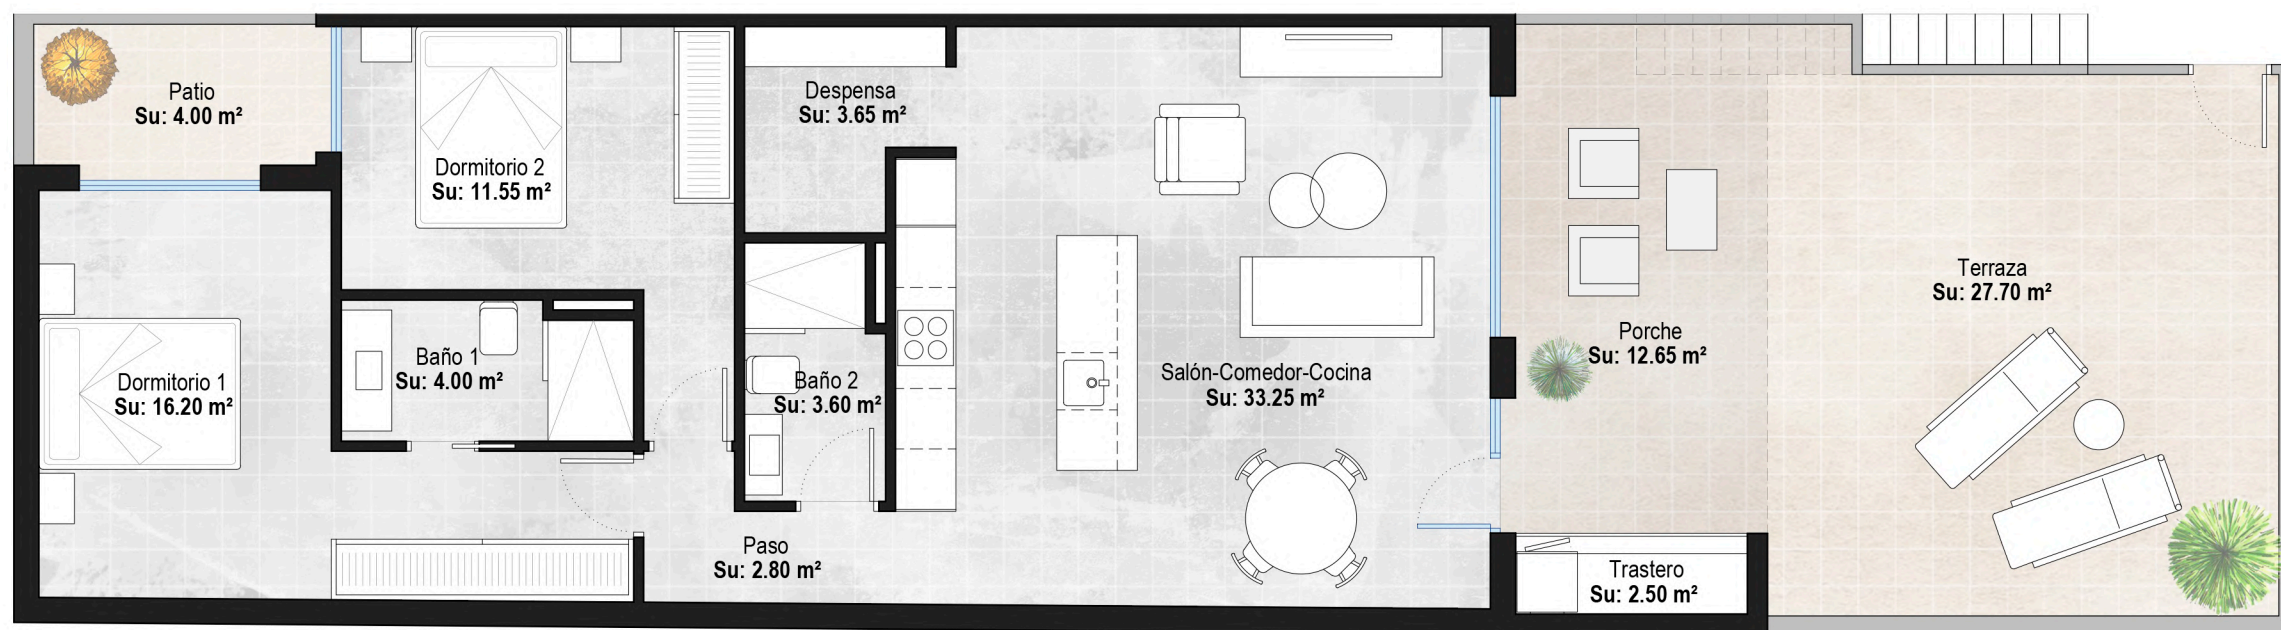 Patio
Su: 4.00 m²
Dormitorio 2
Su: 11.55 m²
Despensa
Su: 3.65 m²
Dormitorio 1
Su: 16.20 m²
Baño 1
Su: 4.00 m²
Baño 2
Su: 3.60 m²
Paso
Su: 2.80 m²
Salón-Comedor-Cocina
Su: 33.25 m²
Porche
Su: 12.65 m²
Terraza
Su: 27.70 m²
Trastero
Su: 2.50 m²